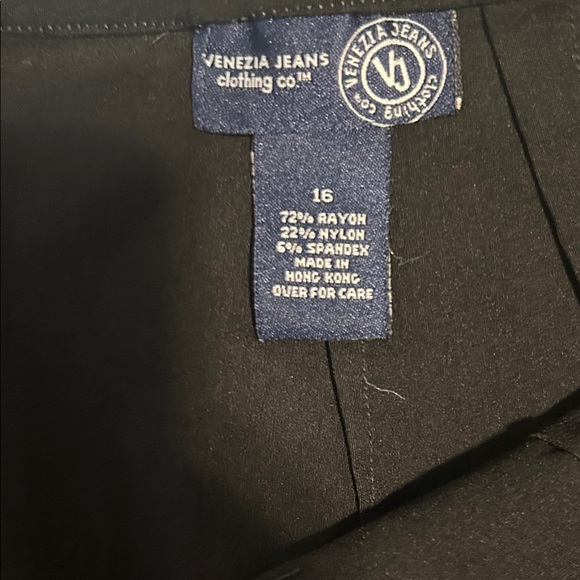 VENEZIA JEANS
clothing co.™
VENEZIA JEANS
clothing co™
VJ
16
72% RAYON
22% NYLON
6% SPANDEX
MADE IN
HONG KONG
OVER FOR CARE